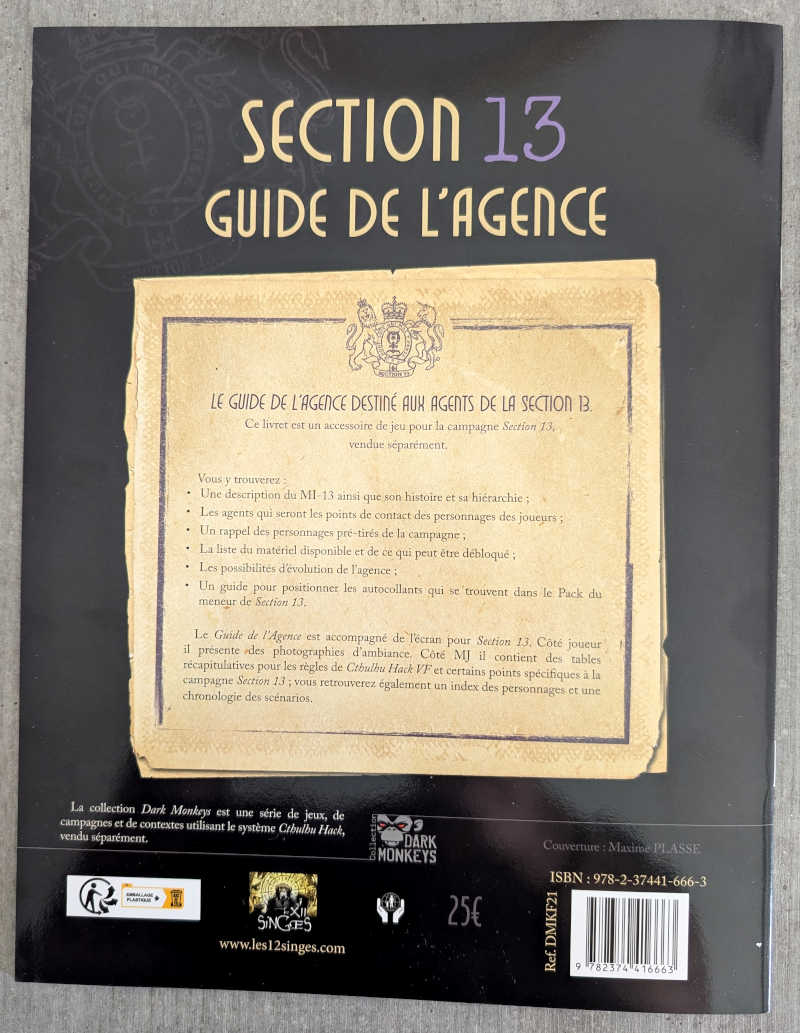 SECTION 13
GUIDE DE L'AGENCE
SECTION 13
LE GUIDE DE L'AGENCE DESTINÉ AUX AGENTS DE LA SECTION 13.
Ce livret est un accessoire de jeu pour la campagne Section 13,
vendue séparément.
Vous y trouverez :
• Une description du MI-13 ainsi que son histoire et sa hiérarchie ;
• Les agents qui seront les points de contact des personnages des joueurs ;
• Un rappel des personnages pré-tirés de la campagne ;
• La liste du matériel disponible et de ce qui peut être débloqué ;
• Les possibilités d'évolution de l'agence ;
• Un guide pour positionner les autocollants qui se trouvent dans le Pack du
meneur de Section 13.
Le Guide de l'Agence est accompagné de l'écran pour Section 13. Côté joueur
il présente des photographies d'ambiance. Côté MJ il contient des tables
récapitulatives pour les règles de Cthulhu Hack VF et certains points spécifiques à la
campagne Section 13 ; vous retrouverez également un index des personnages et une
chronologie des scénarios.
La collection Dark Monkeys est une série de jeux, de
campagnes et de contextes utilisant le système Cthulhu Hack,
vendu séparément.
Collection
DARK
MONKEYS
Couverture : Maxime PLASSE
EMBALLAGE
PLASTIQUE
XII
SINGES
www.les12singes.com
25€
Ref. DMKF21
ISBN : 978-2-37441-666-3
9 782374 416663